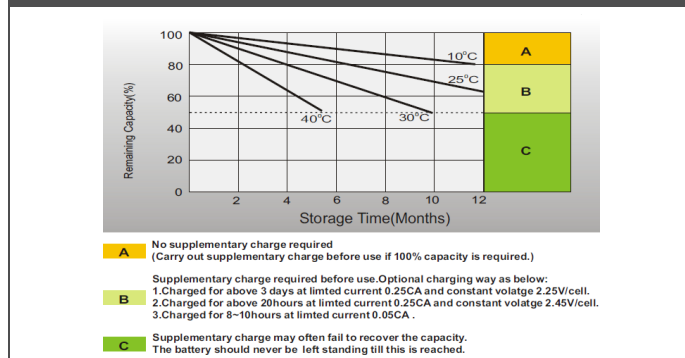 100
80
60
40
20
0
Remaining Capacity(%)
10°C
25°C
30°C
40°C
2 4 6 8 10 12
Storage Time(Months)
A
B
C
A No supplementary charge required
(Carry out supplementary charge before use if 100% capacity is required.)
Supplementary charge required before use.Optional charging way as below:
B 1.Charged for above 3 days at limted current 0.25CA and constant volatge 2.25V/cell.
2.Charged for above 20hours at limted current 0.25CA and constant volatge 2.45V/cell.
3.Charged for 8~10hours at limted current 0.05CA .
C Supplementary charge may often fail to recover the capacity.
The battery should never be left standing till this is reached.